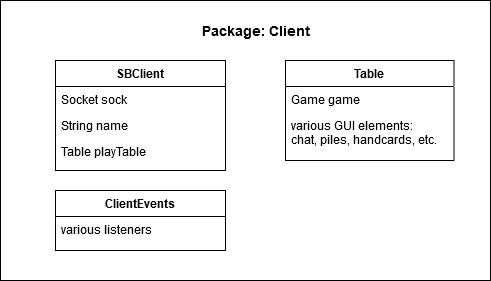 Package: Client
SBClient
Socket sock
String name
Table playTable
Table
Game game
various GUI elements:
chat, piles, handcards, etc.
ClientEvents
various listeners